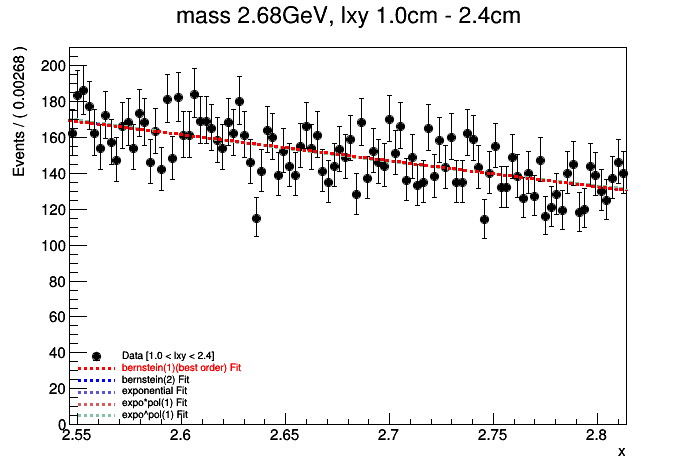 mass 2.68GeV, lxy 1.0cm - 2.4cm
Events / ( 0.00268 )
200
180
160
140
120
100
80
60
40
20
0
Data [1.0 < lxy < 2.4]
bernstein(1)(best order) Fit
bernstein(2) Fit
exponential Fit
expo*pol(1) Fit
expo^pol(1) Fit
2.55 2.6 2.65 2.7 2.75 2.8
x